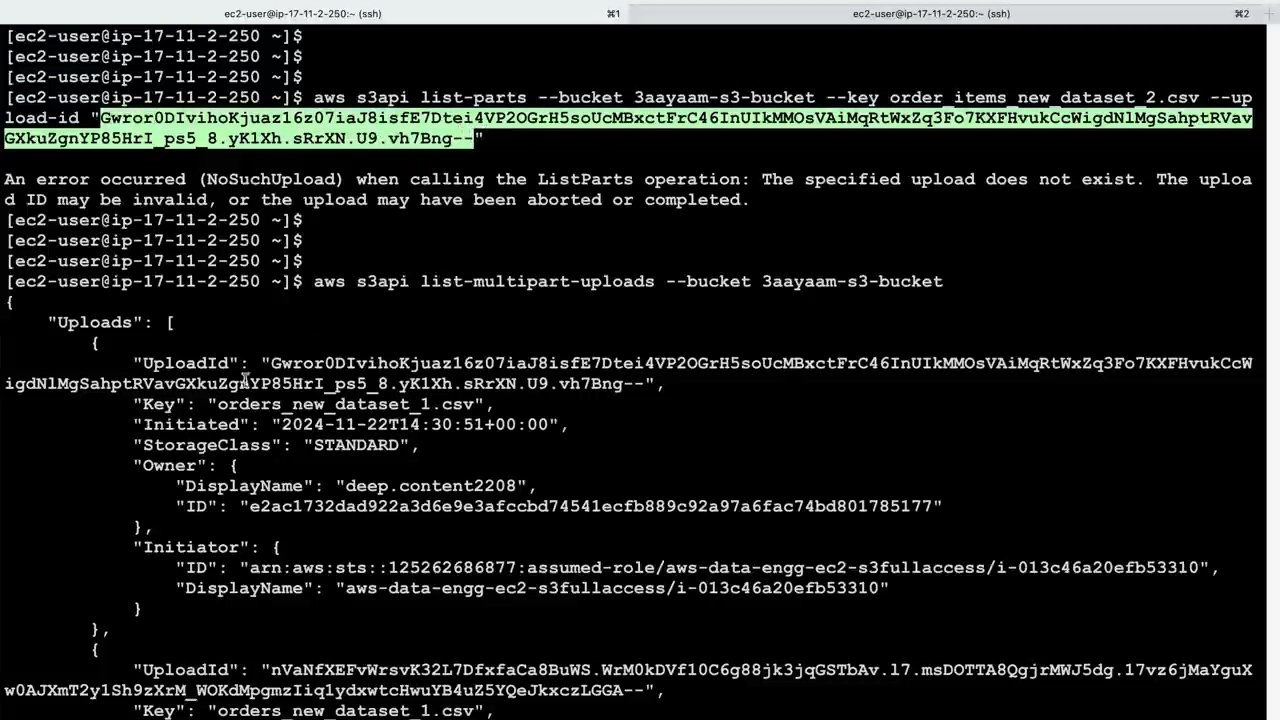 ec2-user@ip-17-11-2-250:~ (ssh) ⌘1 ec2-user@ip-17-11-2-250:~ (ssh) ⌘2
[ec2-user@ip-17-11-2-250 ~]$
[ec2-user@ip-17-11-2-250 ~]$
[ec2-user@ip-17-11-2-250 ~]$
[ec2-user@ip-17-11-2-250 ~]$ aws s3api list-parts --bucket 3aayaam-s3-bucket --key order_items_new_dataset_2.csv --up
load-id "Gwror0DIvihoKjuaz16z07iaJ8isfE7Dtei4VP2OGrH5soUcMBxctFrC46InUIkMMOsVAiMqRtWxZq3Fo7KXFHvukCcWigdNlMgSahptRVav
GXkuZgnYP85HrI_ps5_8.yK1Xh.sRrXN.U9.vh7Bng--"
An error occurred (NoSuchUpload) when calling the ListParts operation: The specified upload does not exist. The uploa
d ID may be invalid, or the upload may have been aborted or completed.
[ec2-user@ip-17-11-2-250 ~]$
[ec2-user@ip-17-11-2-250 ~]$
[ec2-user@ip-17-11-2-250 ~]$
[ec2-user@ip-17-11-2-250 ~]$ aws s3api list-multipart-uploads --bucket 3aayaam-s3-bucket
{
    "Uploads": [
        {
            "UploadId": "Gwror0DIvihoKjuaz16z07iaJ8isfE7Dtei4VP2OGrH5soUcMBxctFrC46InUIkMMOsVAiMqRtWxZq3Fo7KXFHvukCcW
igdNlMgSahptRVavGXkuZgnYP85HrI_ps5_8.yK1Xh.sRrXN.U9.vh7Bng--",
            "Key": "orders_new_dataset_1.csv",
            "Initiated": "2024-11-22T14:30:51+00:00",
            "StorageClass": "STANDARD",
            "Owner": {
                "DisplayName": "deep.content2208",
                "ID": "e2ac1732dad922a3d6e9e3afccbd74541ecfb889c92a97a6fac74bd801785177"
            },
            "Initiator": {
                "ID": "arn:aws:sts::125262686877:assumed-role/aws-data-engg-ec2-s3fullaccess/i-013c46a20efb53310",
                "DisplayName": "aws-data-engg-ec2-s3fullaccess/i-013c46a20efb53310"
            }
        },
        {
            "UploadId": "nVaNfXEFvWrsvK32L7DfxfaCa8BuWS.WrM0kDVf10C6g88jk3jqGSTbAv.l7.msDOTTA8QgjrMWJ5dg.17vz6jMaYguX
w0AJXmT2y1Sh9zXrM_WOKdMpgmzIiq1ydxwtcHwuYB4uZ5YQeJkxczLGGA--",
            "Key": "orders_new_dataset_1.csv",